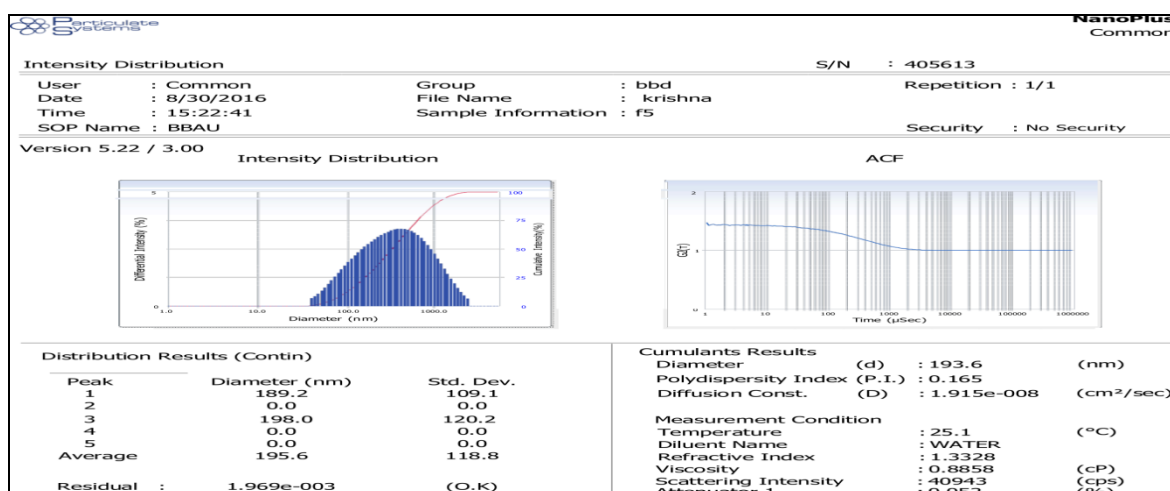 Particulate
Systems
NanoPlus
Common
Intensity Distribution S/N : 405613
User : Common Group : bbd Repetition : 1/1
Date : 8/30/2016 File Name : krishna
Time : 15:22:41 Sample Information : f5
SOP Name : BBAU Security : No Security
Version 5.22 / 3.00
Intensity Distribution ACF
5 100
75
50
25
0 0
Differential Intensity (%)
Cumulative Intensity(%)
1.0 10.0 100.0 1000.0
Diameter (nm)
2
1
0
G2(τ)
1 10 100 1000 10000 100000 1000000
Time (µSec)
Distribution Results (Contin)
Peak Diameter (nm) Std. Dev.
1 189.2 109.1
2 0.0 0.0
3 198.0 120.2
4 0.0 0.0
5 0.0 0.0
Average 195.6 118.8
Residual : 1.969e-003 (O.K)
Cumulants Results
Diameter (d) : 193.6 (nm)
Polydispersity Index (P.I.) : 0.165
Diffusion Const. (D) : 1.915e-008 (cm²/sec)
Measurement Condition
Temperature : 25.1 (°C)
Diluent Name : WATER
Refractive Index : 1.3328
Viscosity : 0.8858 (cP)
Scattering Intensity : 40943 (cps)
Attenuator 1 (%)